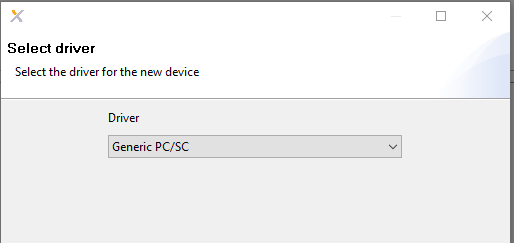 Select driver
Select the driver for the new device
Driver
Generic PC/SC